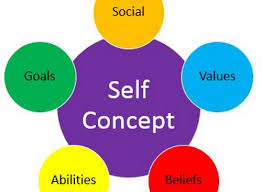 Social
Goals
Values
Self
Concept
Abilities
Beliefs